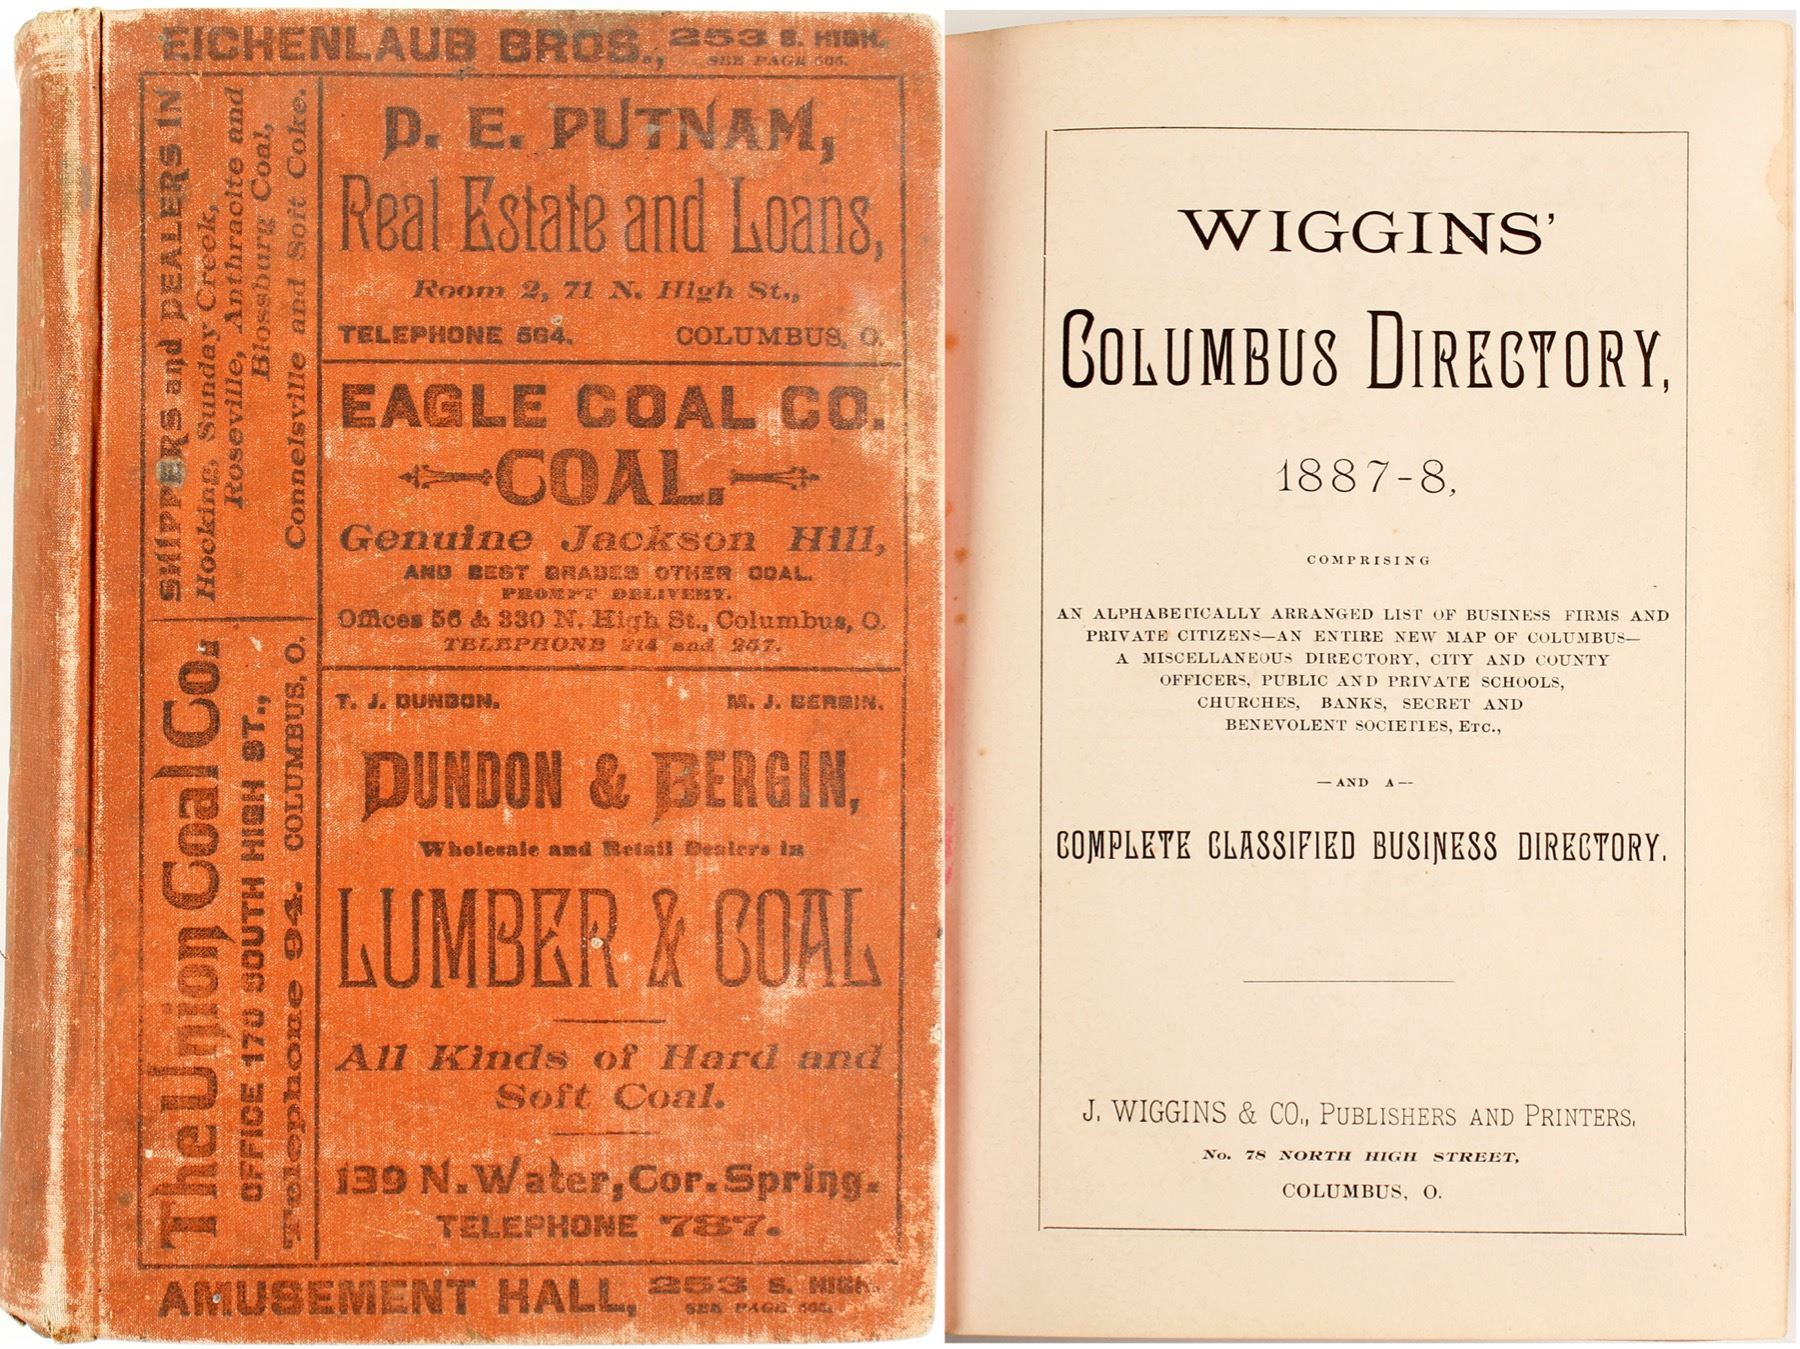 EICHENLAUB BROS., 253 S. HIGH.
SEE PAGE
SHIPPERS and DEALERS IN
Hocking, Sunday Creek,
Roseville, Anthracite and
Blossburg Coal,
Connelsville and Soft Coke.
The Union Coal Co.
OFFICE 170 SOUTH HIGH ST.,
Telephone 94. COLUMBUS, O.
D. E. PUTNAM,
Real Estate and Loans,
Room 2, 71 N. High St.,
TELEPHONE 564. COLUMBUS, O.
EAGLE COAL CO.
COAL.
Genuine Jackson Hill,
AND BEST GRADES OTHER COAL.
PROMPT DELIVERY.
Offices 56 & 330 N. High St., Columbus, O.
TELEPHONE 214 and 257.
T. J. DUNDON. M. J. BERGIN.
DUNDON & BERGIN,
Wholesale and Retail Dealers in
LUMBER & COAL
All Kinds of Hard and
Soft Coal.
139 N. Water, Cor. Spring.
TELEPHONE 787.
AMUSEMENT HALL, 253 S. HIGH.
SEE PAGE
WIGGINS'
COLUMBUS DIRECTORY,
1887-8,
COMPRISING
AN ALPHABETICALLY ARRANGED LIST OF BUSINESS FIRMS AND
PRIVATE CITIZENS—AN ENTIRE NEW MAP OF COLUMBUS—
A MISCELLANEOUS DIRECTORY, CITY AND COUNTY
OFFICERS, PUBLIC AND PRIVATE SCHOOLS,
CHURCHES, BANKS, SECRET AND
BENEVOLENT SOCIETIES, ETC.,
—AND A—
COMPLETE CLASSIFIED BUSINESS DIRECTORY.
J. WIGGINS & CO., PUBLISHERS AND PRINTERS,
No. 78 NORTH HIGH STREET,
COLUMBUS, O.